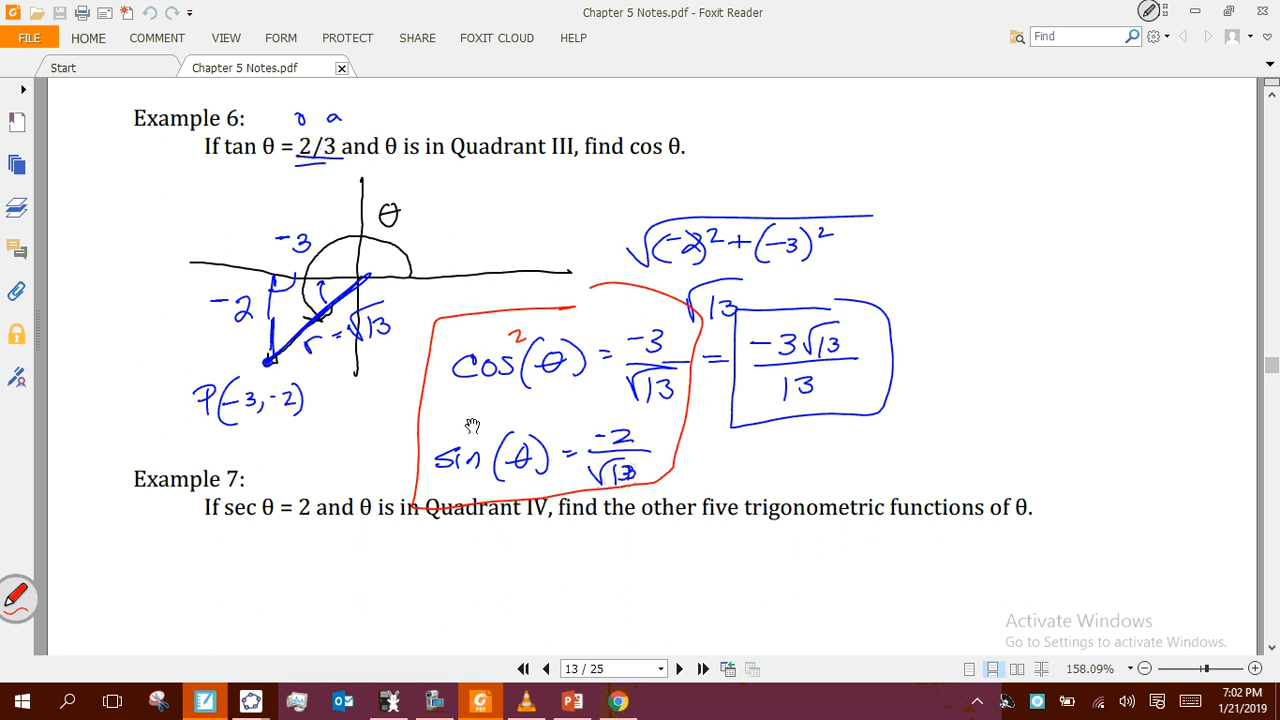 Chapter 5 Notes.pdf - Foxit Reader
FILE HOME COMMENT VIEW FORM PROTECT SHARE FOXIT CLOUD HELP Find
Start Chapter 5 Notes.pdf
Example 6: o a
If tan θ = 2/3 and θ is in Quadrant III, find cos θ.
θ
-3
√(-2)² + (-3)²
-2
r = √13
√13
cos²(θ) = -3/√13 = -3√13/13
P(-3,-2)
sin(θ) = -2/√13
Example 7:
If sec θ = 2 and θ is in Quadrant IV, find the other five trigonometric functions of θ.
Activate Windows
Go to Settings to activate Windows.
13 / 25 158.09%
7:02 PM
1/21/2019